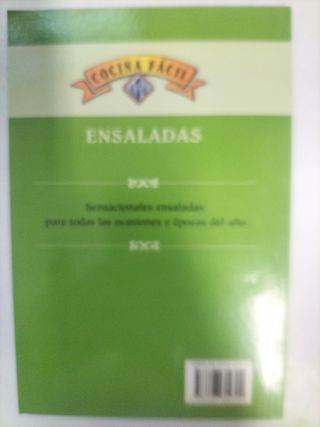 COCINA FÁCIL
ENSALADAS
Sensacionales ensaladas
para todas las ocasiones y épocas del año.